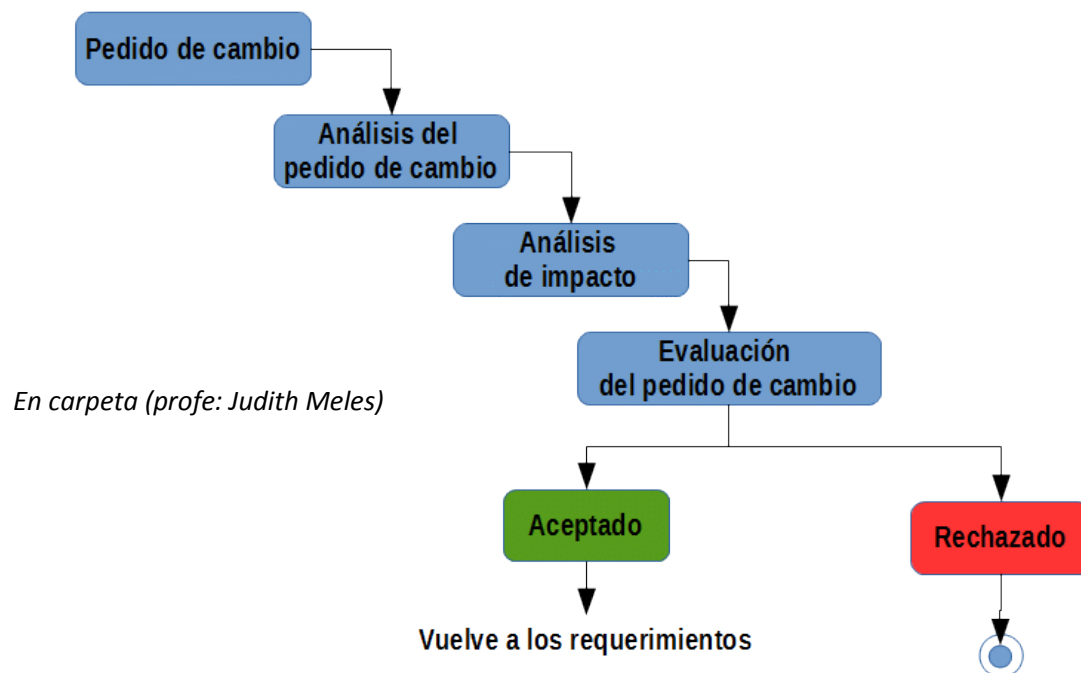 Pedido de cambio
Análisis del
pedido de cambio
Análisis
de impacto
Evaluación
del pedido de cambio
En carpeta (profe: Judith Meles)
Aceptado
Rechazado
Vuelve a los requerimientos